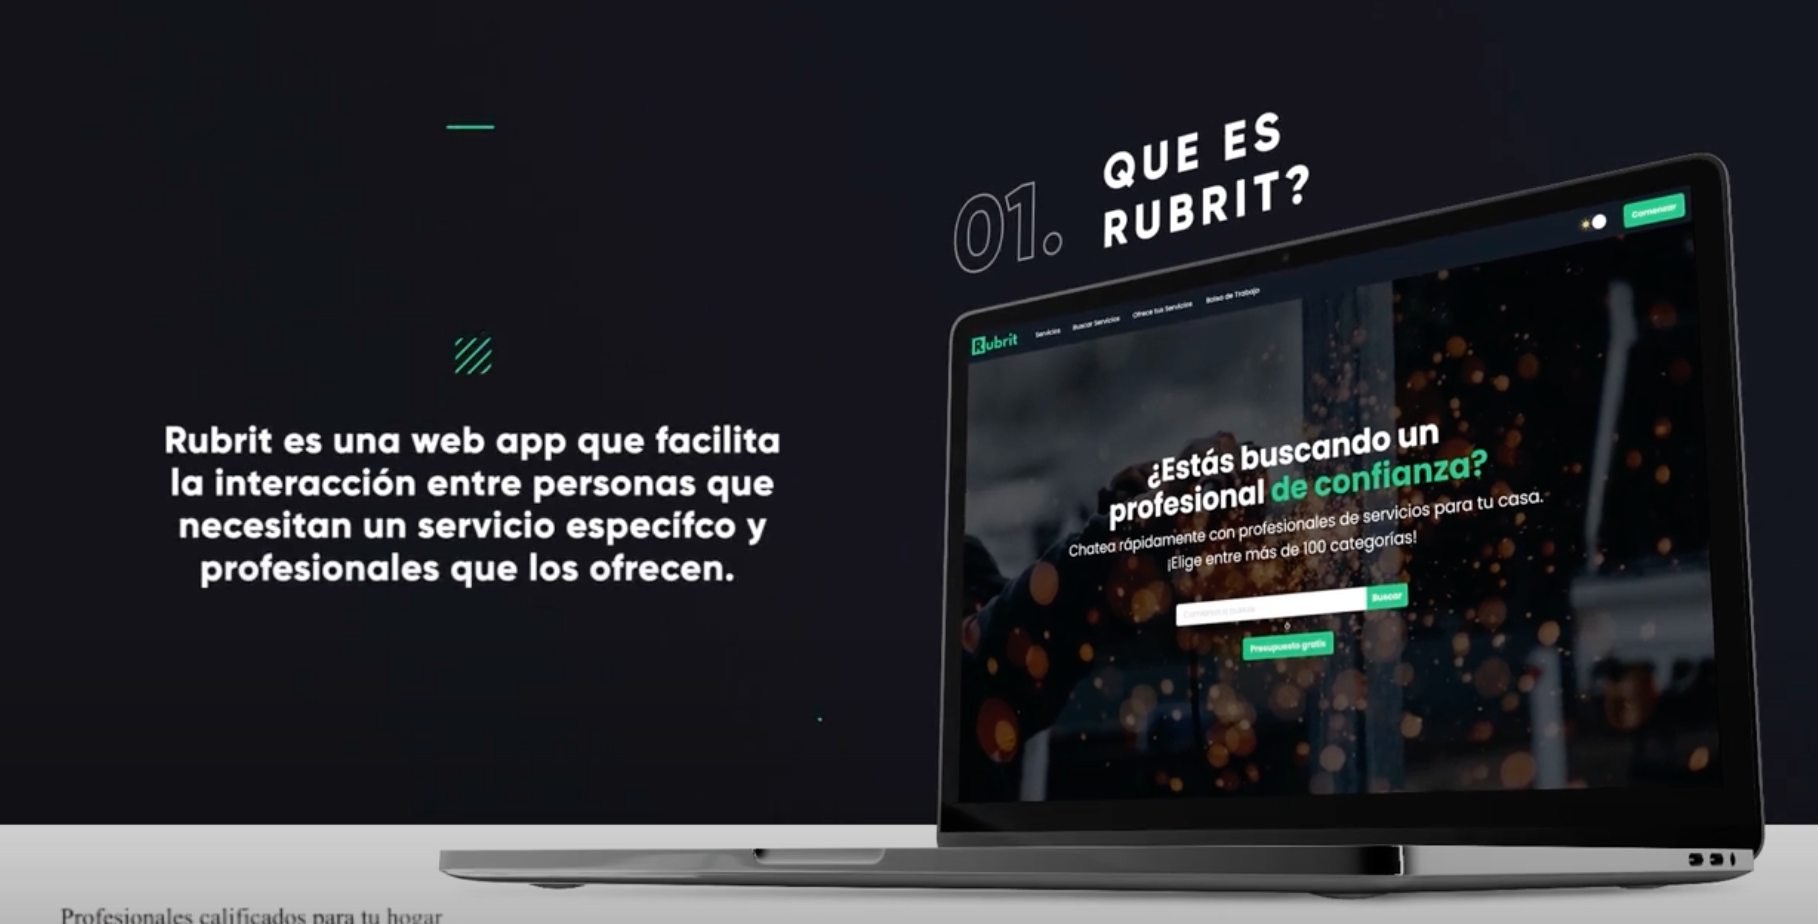 01.
QUE ES
RUBRIT?
Rubrit es una web app que facilita
la interacción entre personas que
necesitan un servicio específco y
profesionales que los ofrecen.
Rubrit Servicios Buscar Servicios Ofrece tus Servicios Bolsa de Trabajo Comenzar
¿Estás buscando un
profesional de confianza?
Chatea rápidamente con profesionales de servicios para tu casa.
¡Elige entre más de 100 categorías!
Buscar
ó
Presupuesto gratis
Profesionales calificados para tu hogar